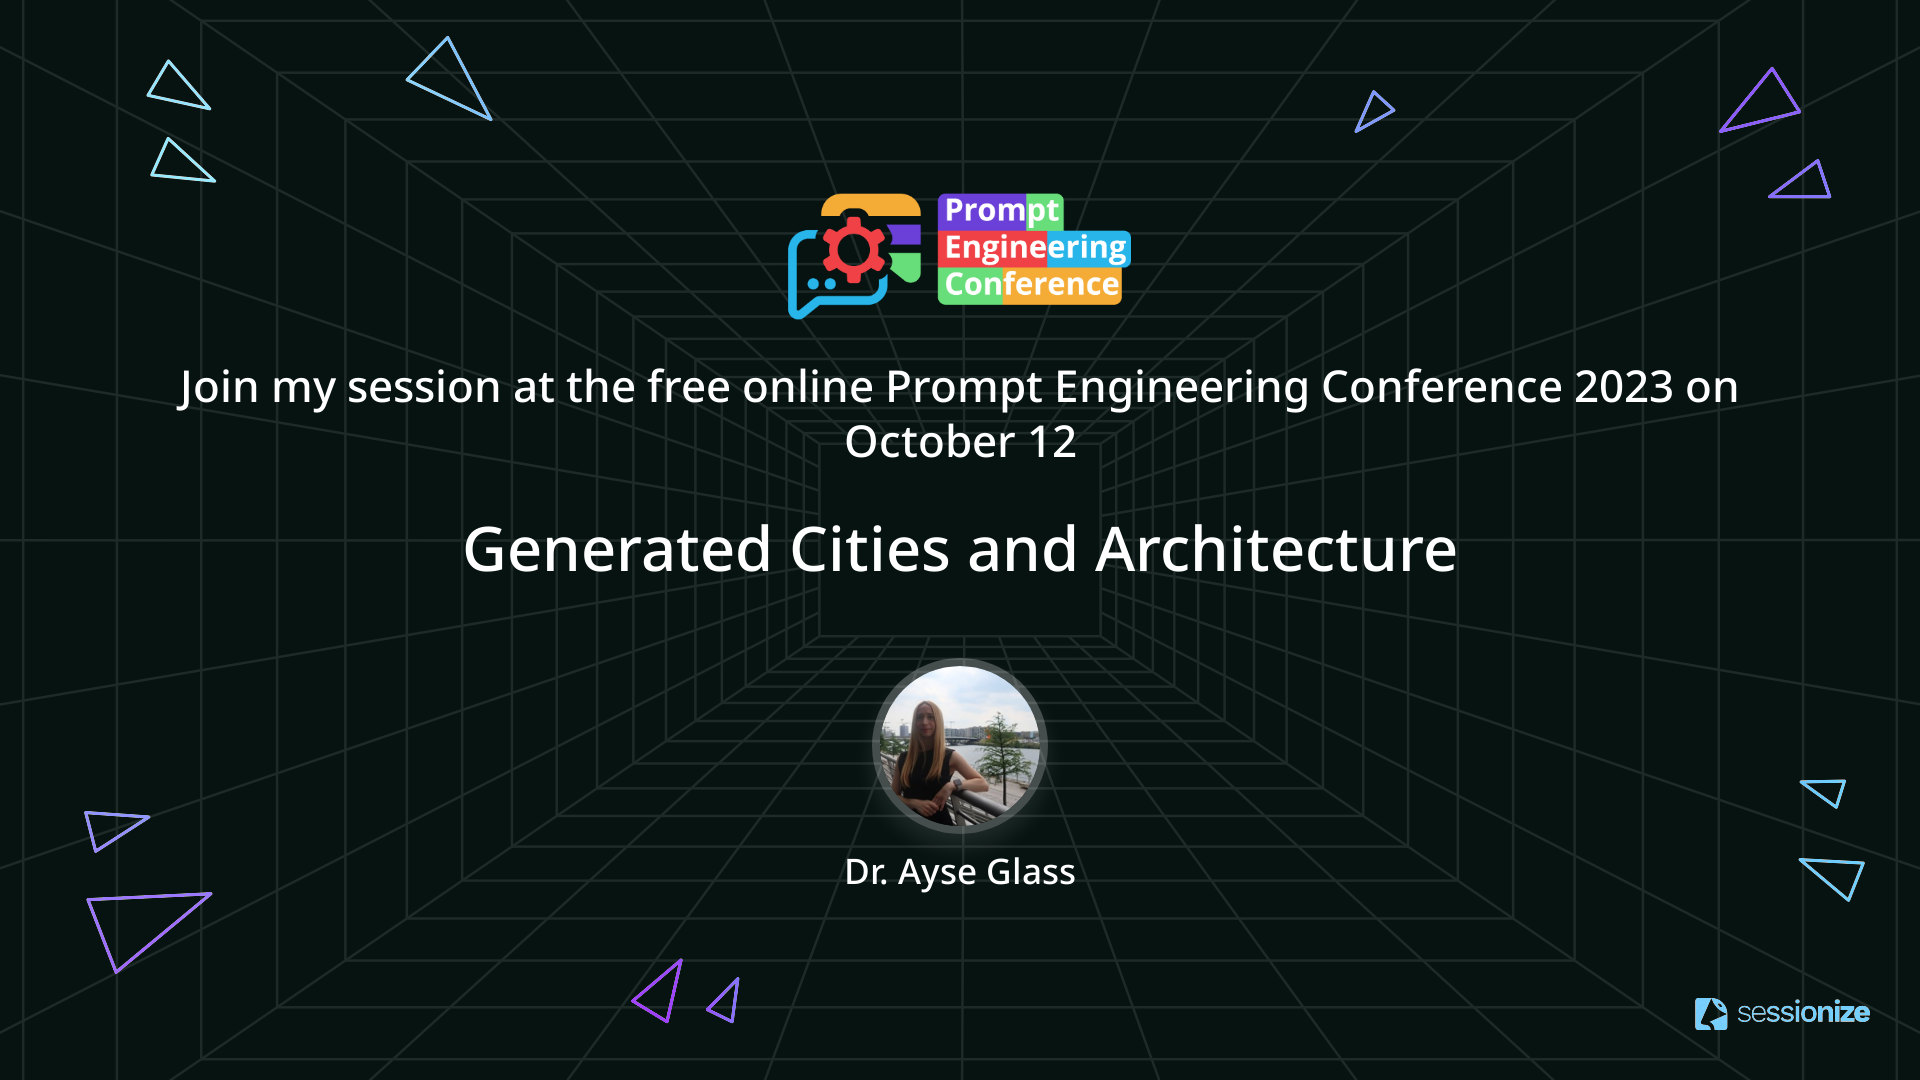 Prompt
Engineering
Conference
Join my session at the free online Prompt Engineering Conference 2023 on
October 12
Generated Cities and Architecture
Dr. Ayse Glass
sessionize